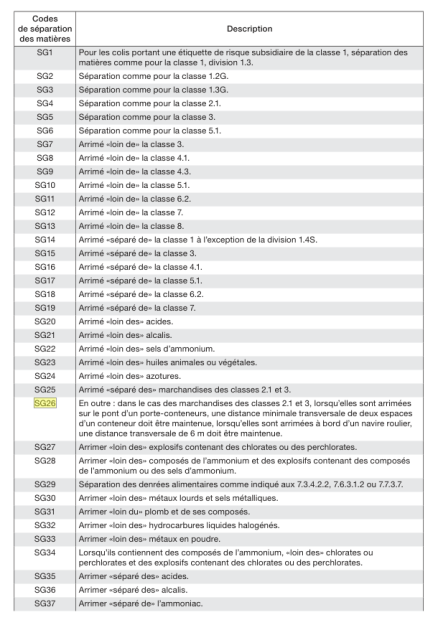 Codes
de séparation
des matières
Description
SG1 Pour les colis portant une étiquette de risque subsidiaire de la classe 1, séparation des
matières comme pour la classe 1, division 1.3.
SG2 Séparation comme pour la classe 1.2G.
SG3 Séparation comme pour la classe 1.3G.
SG4 Séparation comme pour la classe 2.1.
SG5 Séparation comme pour la classe 3.
SG6 Séparation comme pour la classe 5.1.
SG7 Arrimé «loin de» la classe 3.
SG8 Arrimé «loin de» la classe 4.1.
SG9 Arrimé «loin de» la classe 4.3.
SG10 Arrimé «loin de» la classe 5.1.
SG11 Arrimé «loin de» la classe 6.2.
SG12 Arrimé «loin de» la classe 7.
SG13 Arrimé «loin de» la classe 8.
SG14 Arrimé «séparé de» la classe 1 à l'exception de la division 1.4S.
SG15 Arrimé «séparé de» la classe 3.
SG16 Arrimé «séparé de» la classe 4.1.
SG17 Arrimé «séparé de» la classe 5.1.
SG18 Arrimé «séparé de» la classe 6.2.
SG19 Arrimé «séparé de» la classe 7.
SG20 Arrimé «loin des» acides.
SG21 Arrimé «loin des» alcalis.
SG22 Arrimé «loin des» sels d'ammonium.
SG23 Arrimé «loin des» huiles animales ou végétales.
SG24 Arrimé «loin des» azotures.
SG25 Arrimé «séparé des» marchandises des classes 2.1 et 3.
SG26 En outre : dans le cas des marchandises des classes 2.1 et 3, lorsqu'elles sont arrimées
sur le pont d'un porte-conteneurs, une distance minimale transversale de deux espaces
d'un conteneur doit être maintenue, lorsqu'elles sont arrimées à bord d'un navire roulier,
une distance transversale de 6 m doit être maintenue.
SG27 Arrimer «loin des» explosifs contenant des chlorates ou des perchlorates.
SG28 Arrimer «loin des» composés de l'ammonium et des explosifs contenant des composés
de l'ammonium ou des sels d'ammonium.
SG29 Séparation des denrées alimentaires comme indiqué aux 7.3.4.2.2, 7.6.3.1.2 ou 7.7.3.7.
SG30 Arrimer «loin des» métaux lourds et sels métalliques.
SG31 Arrimer «loin du» plomb et de ses composés.
SG32 Arrimer «loin des» hydrocarbures liquides halogénés.
SG33 Arrimer «loin des» métaux en poudre.
SG34 Lorsqu'ils contiennent des composés de l'ammonium, «loin des» chlorates ou
perchlorates et des explosifs contenant des chlorates ou des perchlorates.
SG35 Arrimer «séparé des» acides.
SG36 Arrimer «séparé des» alcalis.
SG37 Arrimer «séparé de» l'ammoniac.